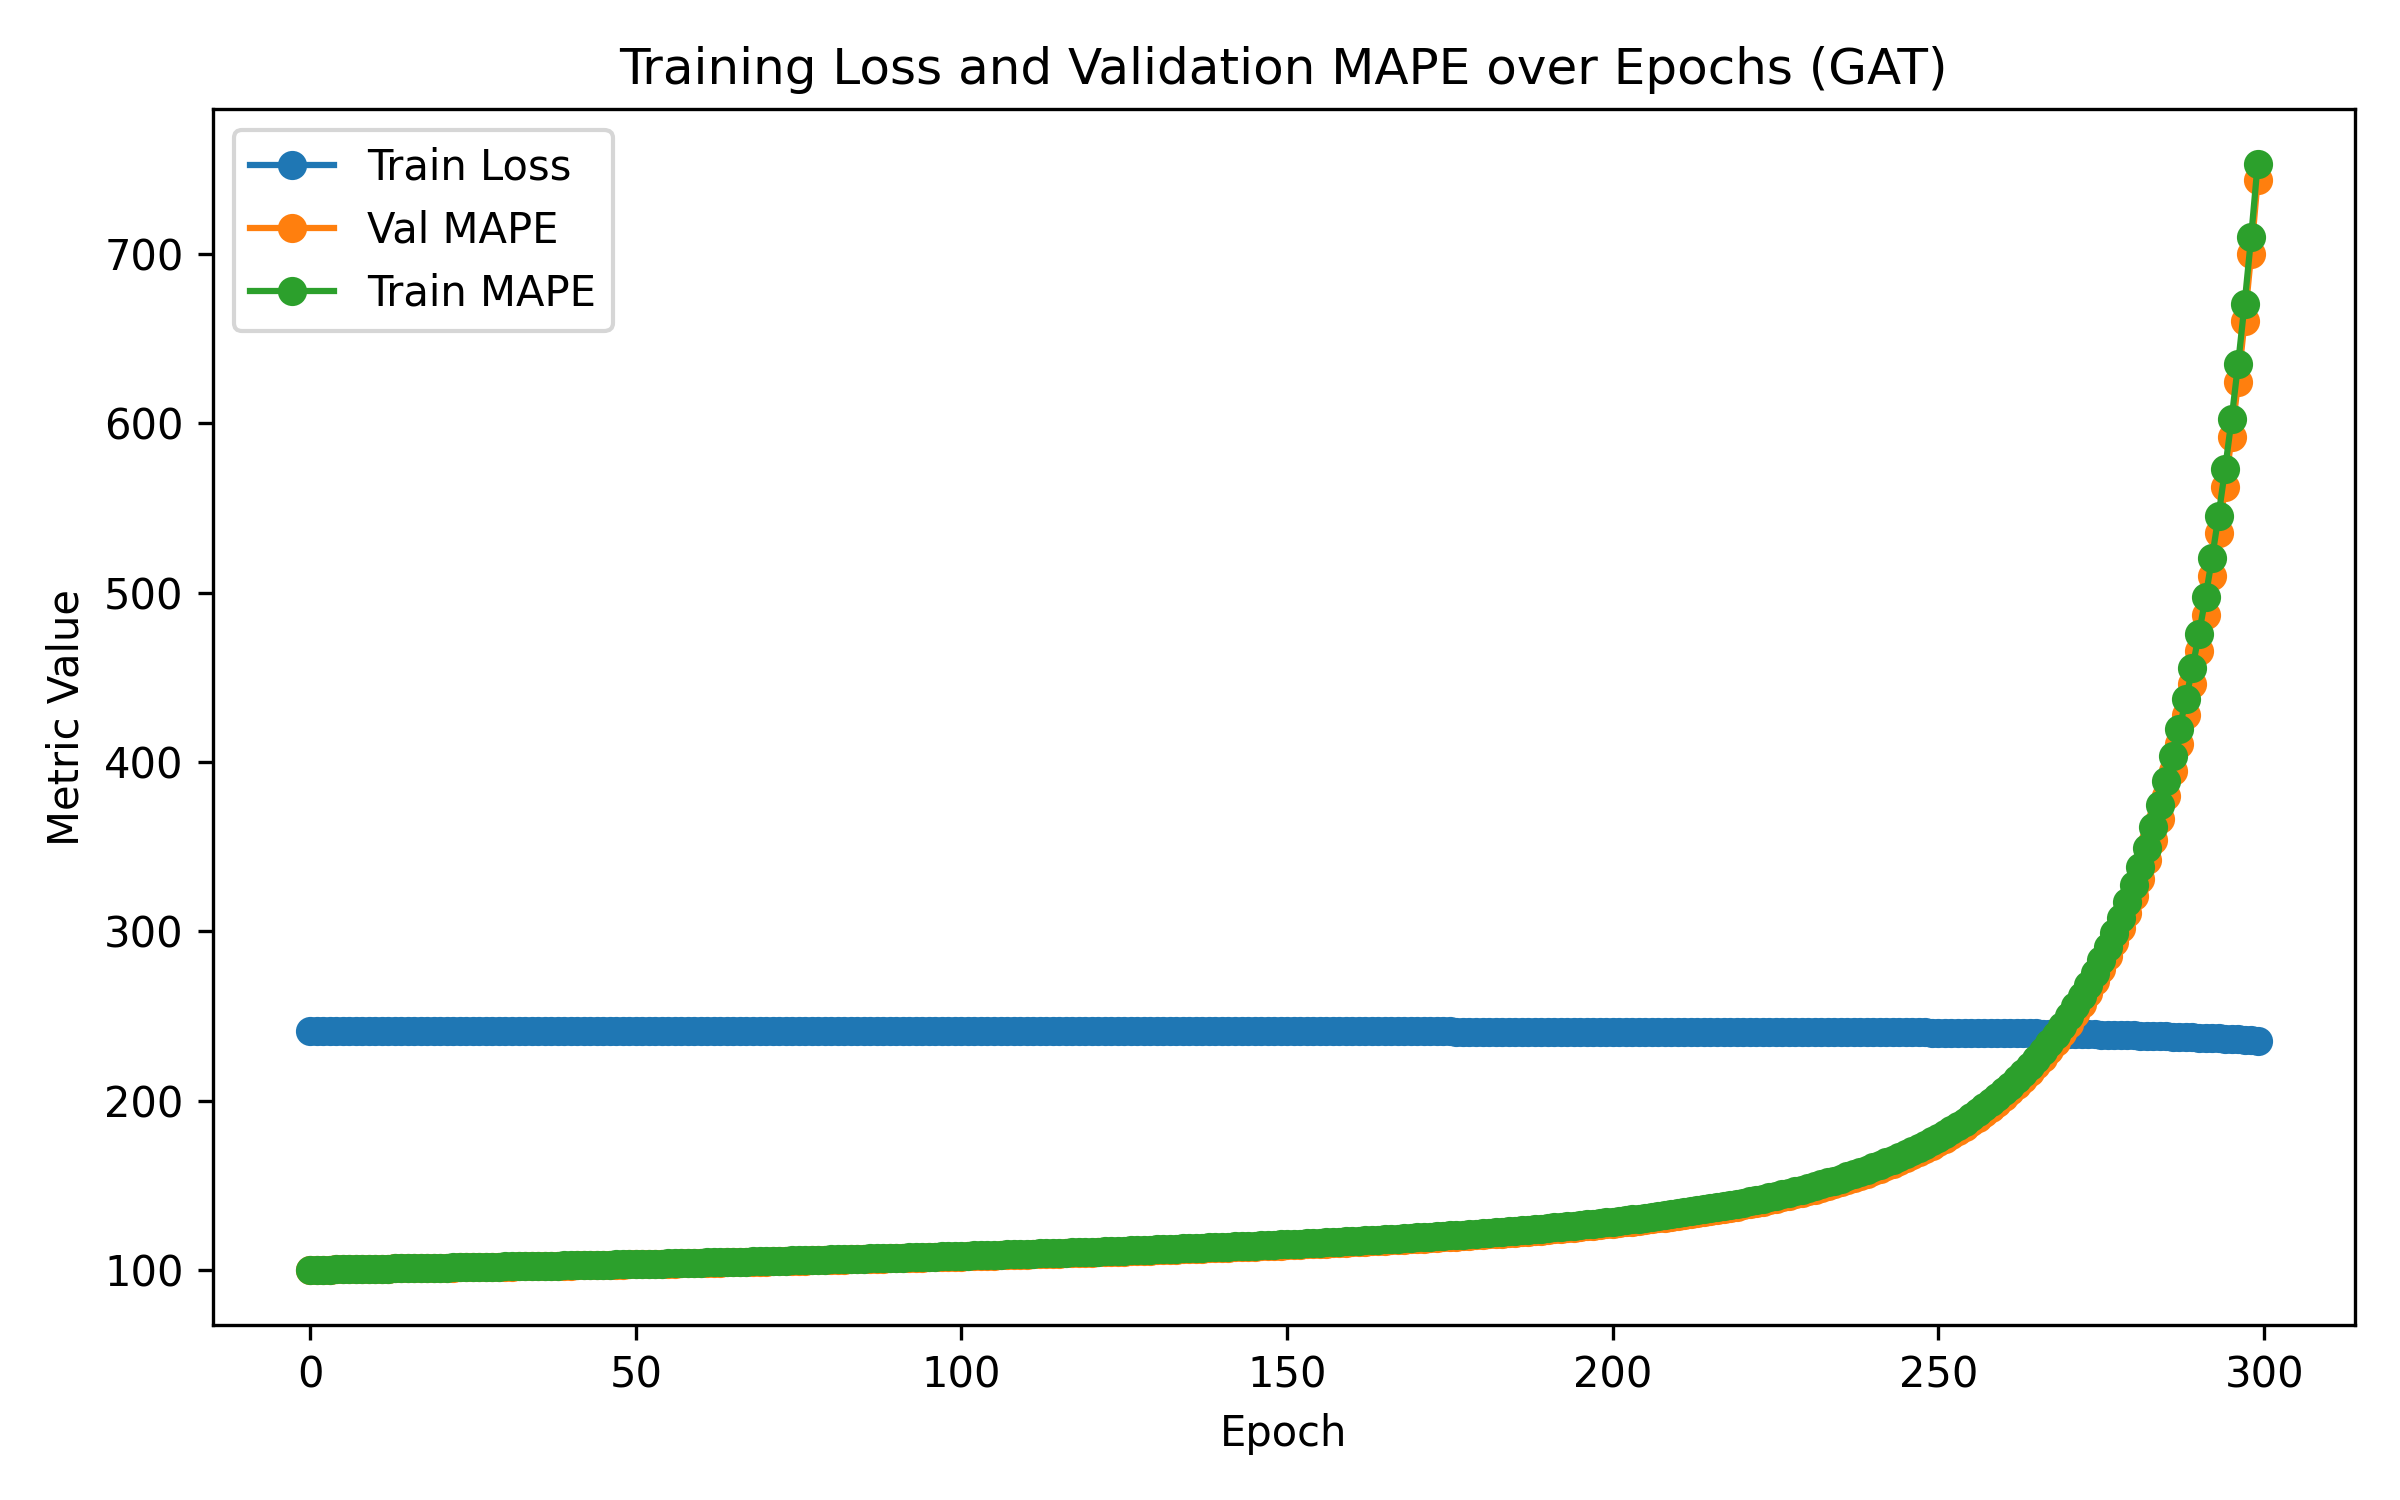 Training Loss and Validation MAPE over Epochs (GAT)
Train Loss
Val MAPE
Train MAPE
Metric Value
700
600
500
400
300
200
100
0 50 100 150 200 250 300
Epoch